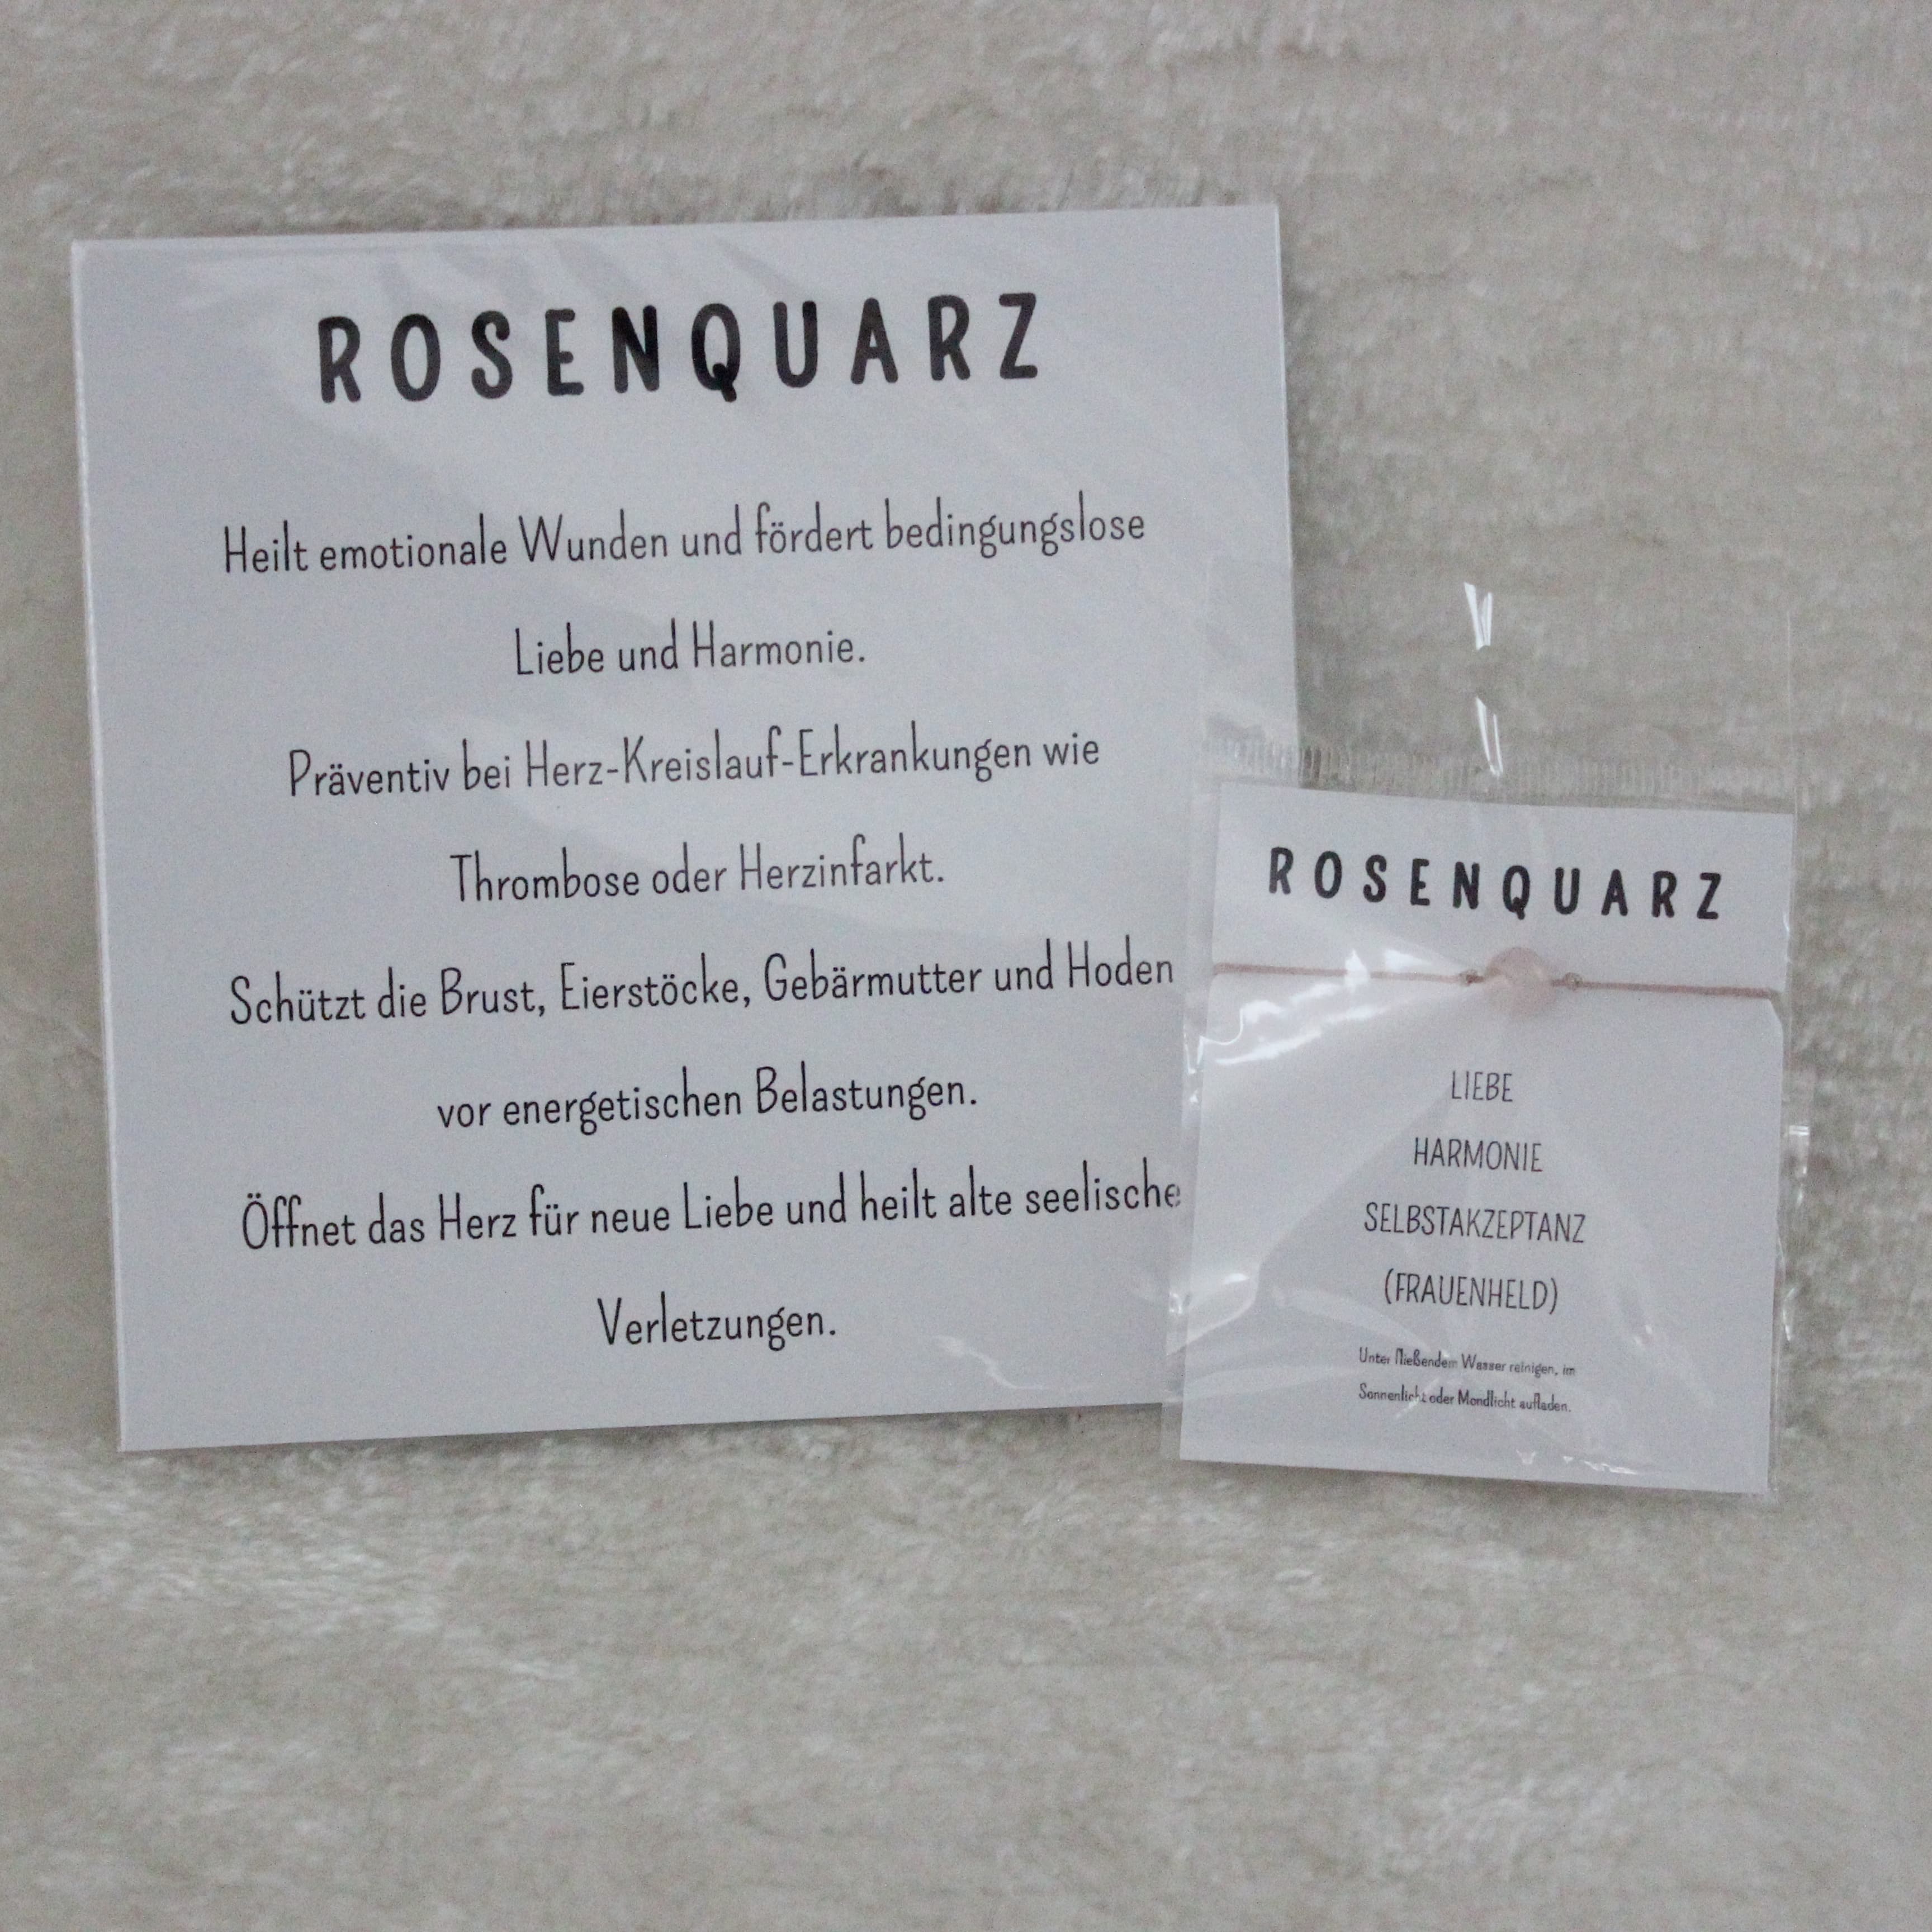 ROSENQUARZ
Heilt emotionale Wunden und fördert bedingungslose
Liebe und Harmonie.
Präventiv bei Herz-Kreislauf-Erkrankungen wie
Thrombose oder Herzinfarkt.
Schützt die Brust, Eierstöcke, Gebärmutter und Hoden
vor energetischen Belastungen.
Öffnet das Herz für neue Liebe und heilt alte seelische
Verletzungen.
ROSENQUARZ
LIEBE
HARMONIE
SELBSTAKZEPTANZ
(FRAUENHELD)
Unter fließendem Wasser reinigen, im
Sonnenlicht oder Mondlicht aufladen.